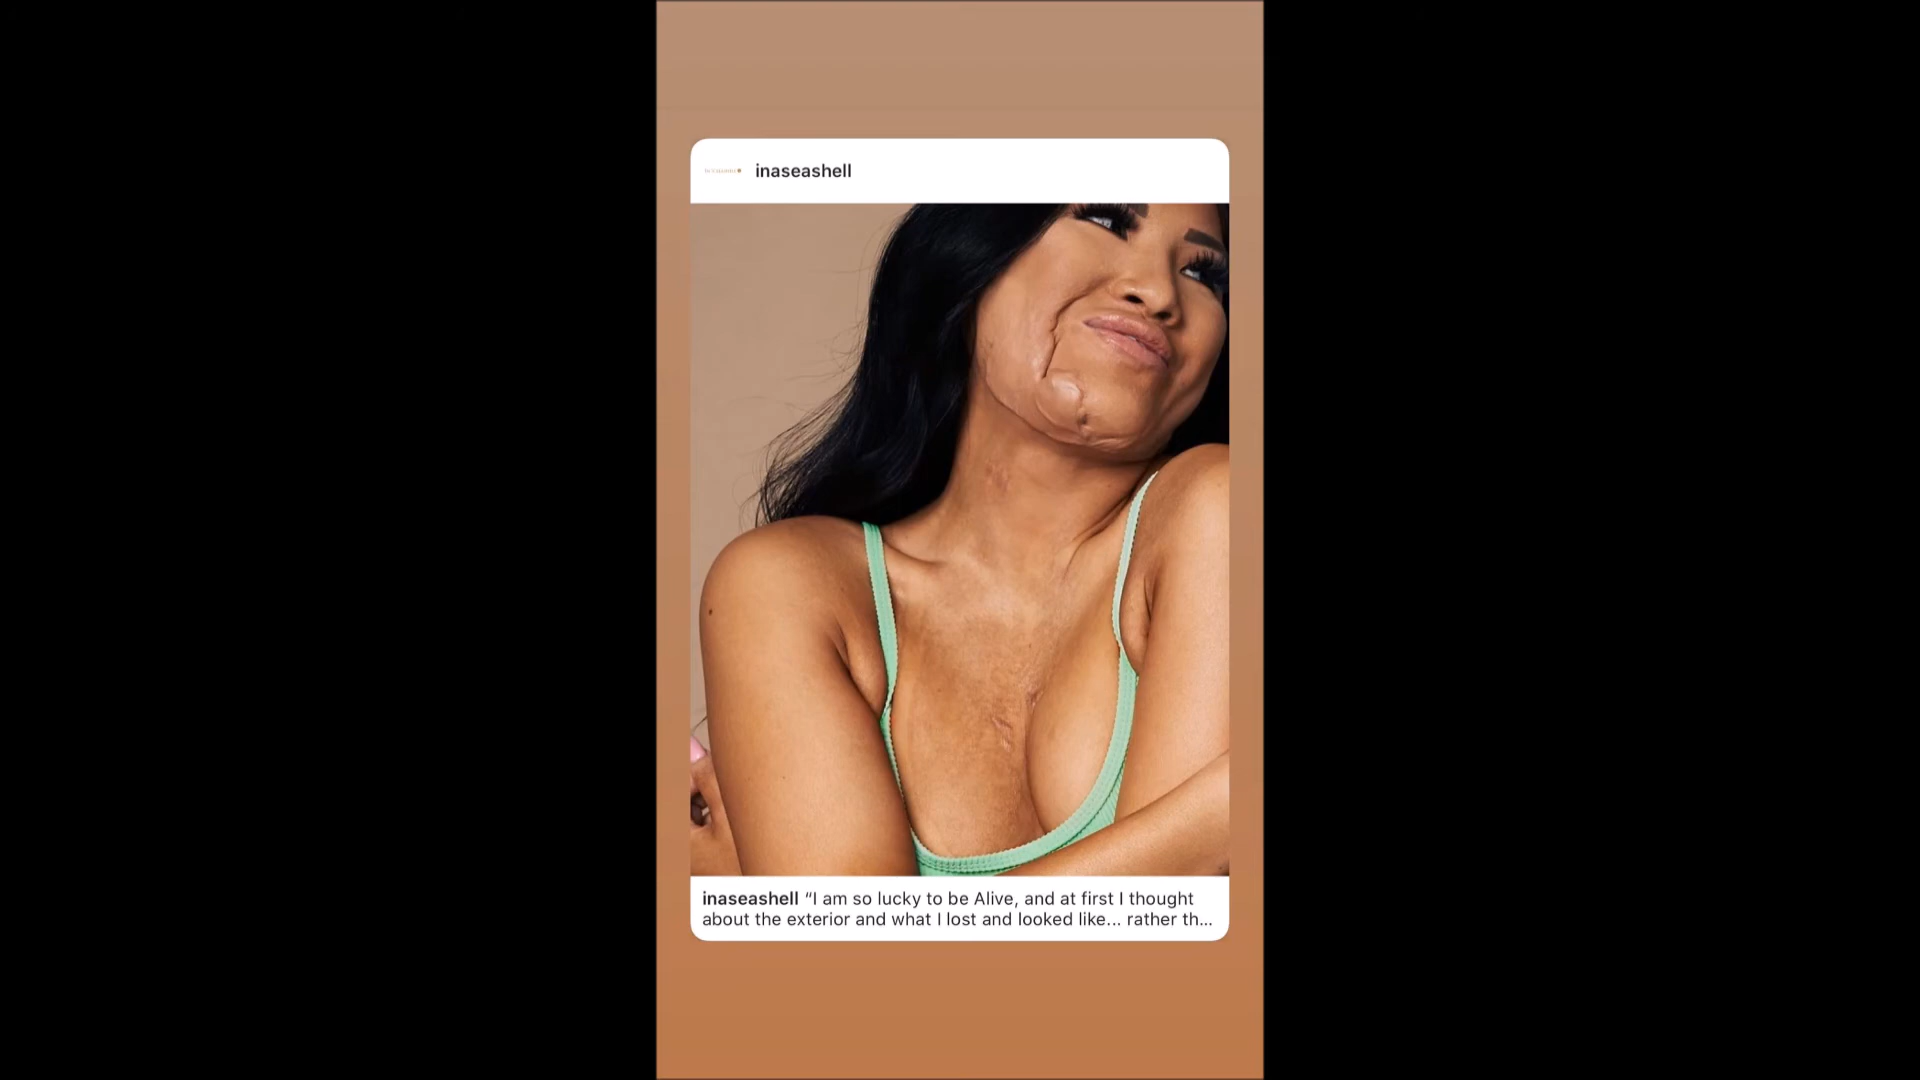 inaseashell
inaseashell “I am so lucky to be Alive, and at first I thought
about the exterior and what I lost and looked like... rather th...